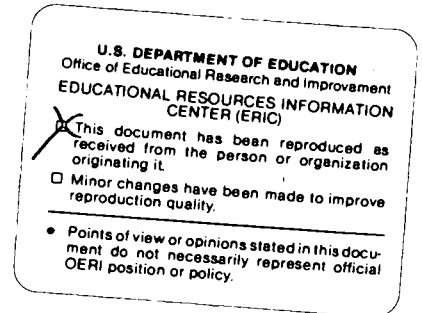 U.S. DEPARTMENT OF EDUCATION
Office of Educational Research and Improvement
EDUCATIONAL RESOURCES INFORMATION
CENTER (ERIC)
☒ This document has been reproduced as
received from the person or organization
originating it.
☐ Minor changes have been made to improve
reproduction quality.
• Points of view or opinions stated in this docu-
ment do not necessarily represent official
OERI position or policy.